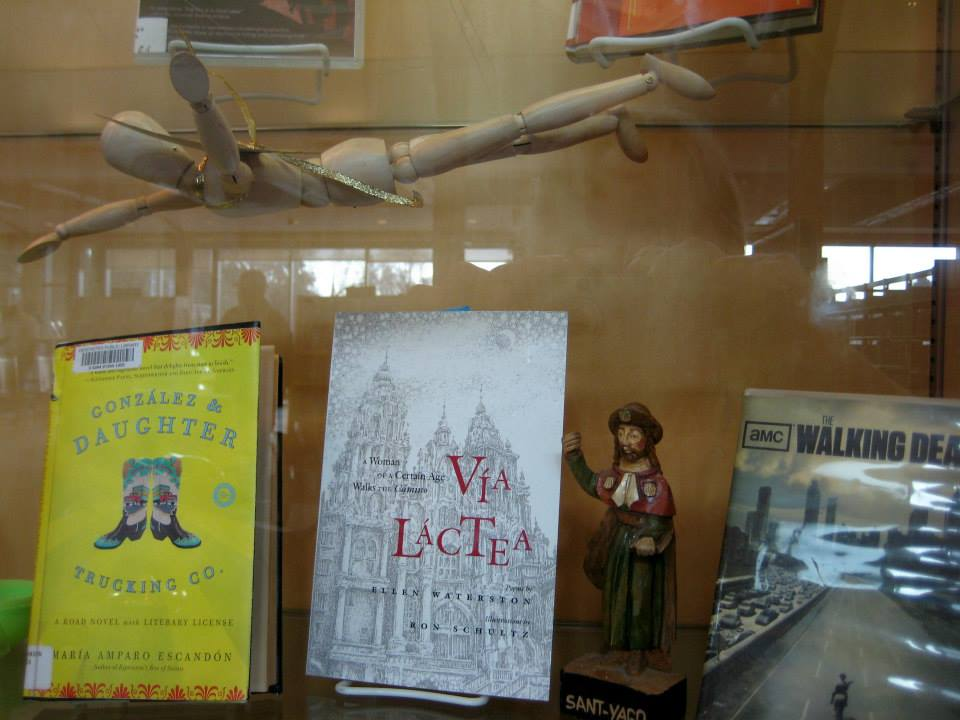 GONZÁLEZ &
DAUGHTER
TRUCKING CO.
A ROAD NOVEL with LITERARY LICENSE
MARÍA AMPARO ESCANDÓN
A Woman
OF A Certain Age
Walks THE Camino
VÍA
LÁCTEA
Poems by
ELLEN WATERSTON
Illustrations by
RON SCHULTZ
SANT-YAGO
amc
THE
WALKING DEA